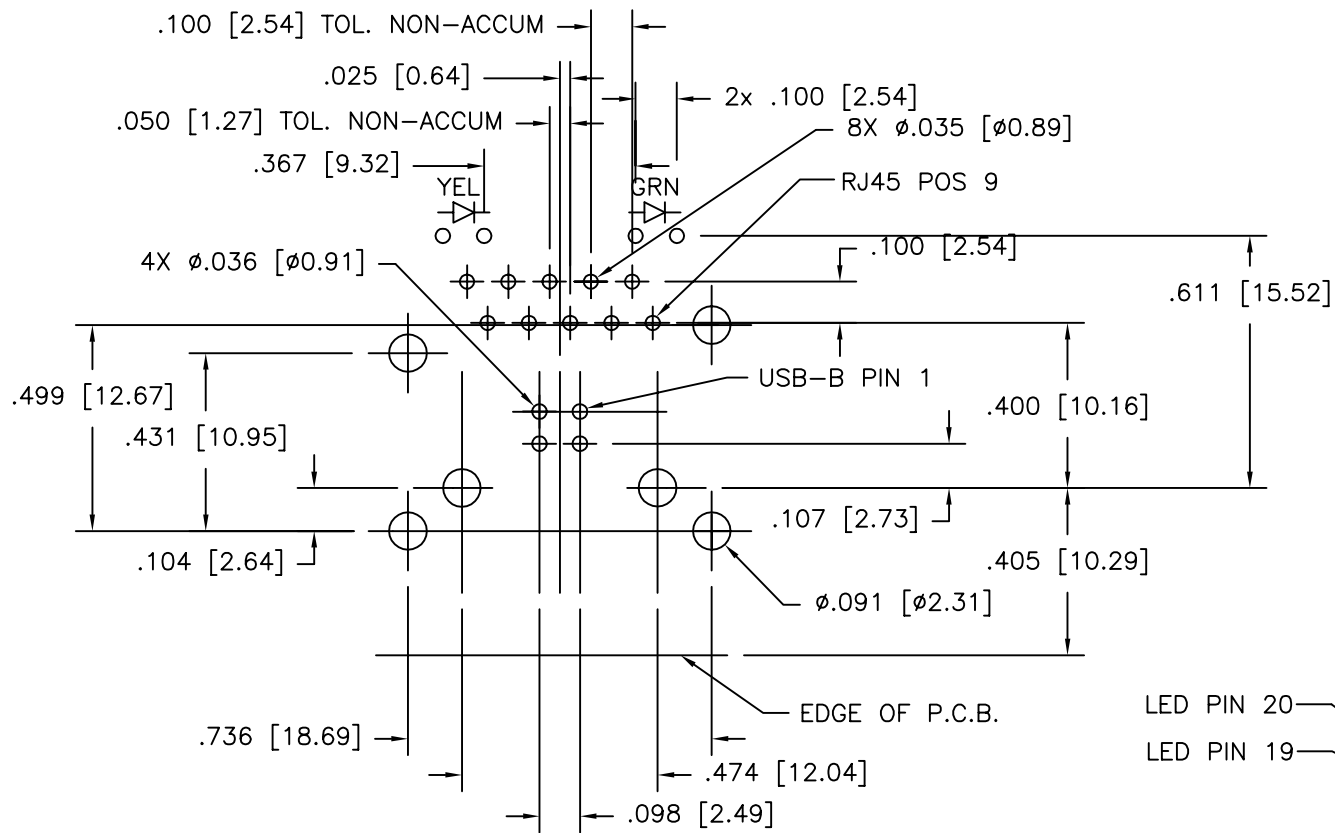 .100 [2.54] TOL. NON-ACCUM
.025 [0.64]
2x .100 [2.54]
.050 [1.27] TOL. NON-ACCUM
8X ø.035 [ø0.89]
.367 [9.32]
YEL
GRN
RJ45 POS 9
4X ø.036 [ø0.91]
.100 [2.54]
.611 [15.52]
.499 [12.67]
USB-B PIN 1
.400 [10.16]
.431 [10.95]
.107 [2.73]
.104 [2.64]
.405 [10.29]
ø.091 [ø2.31]
EDGE OF P.C.B.
LED PIN 20
.736 [18.69]
LED PIN 19
.474 [12.04]
.098 [2.49]